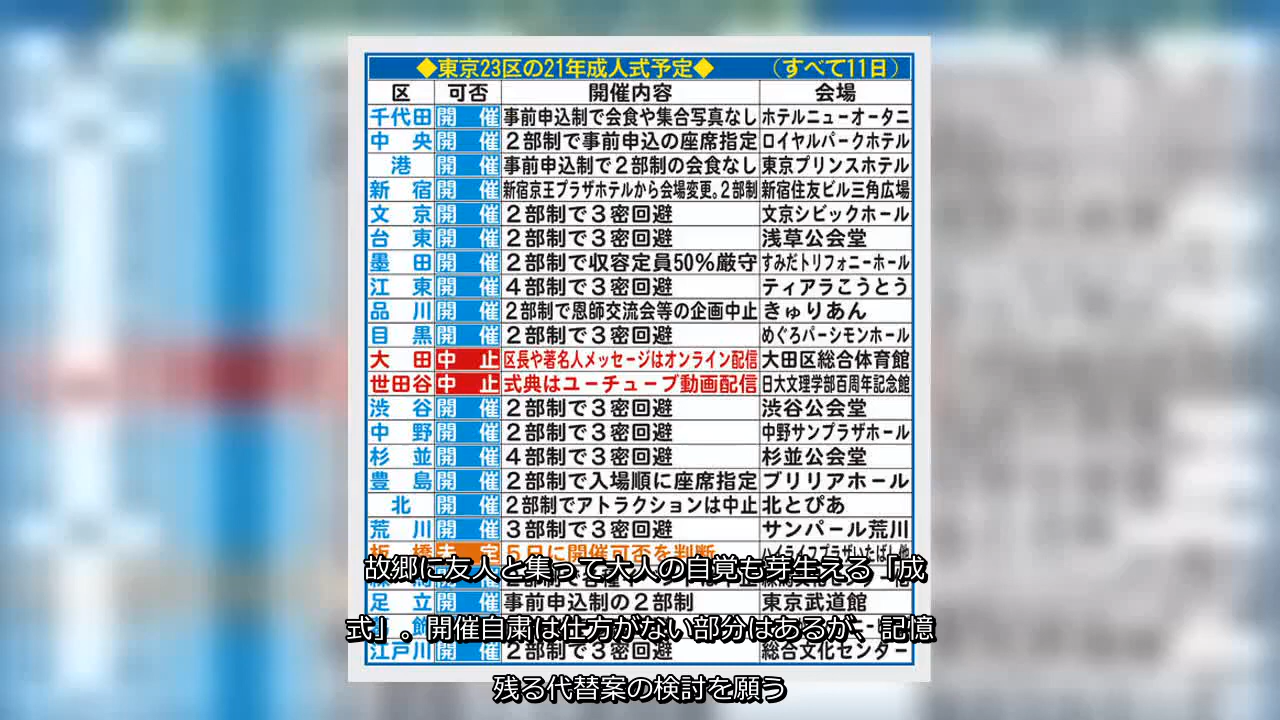 ◆東京23区の21年成人式予定◆ (すべて11日)
区 可否 開催内容 会場
千代田 開催 事前申込制で会食や集合写真なし ホテルニューオータニ
中央 開催 2部制で事前申込の座席指定 ロイヤルパークホテル
港 開催 事前申込制で2部制の会食なし 東京プリンスホテル
新宿 開催 新宿京王プラザホテルから会場変更。2部制 新宿住友ビル三角広場
文京 開催 2部制で3密回避 文京シビックホール
台東 開催 2部制で3密回避 浅草公会堂
墨田 開催 2部制で収容定員50%厳守 すみだトリフォニーホール
江東 開催 4部制で3密回避 ティアラこうとう
品川 開催 2部制で恩師交流会等の企画中止 きゅりあん
目黒 開催 2部制で3密回避 めぐろパーシモンホール
大田 中止 区長や著名人メッセージはオンライン配信 大田区総合体育館
世田谷 中止 式典はユーチューブ動画配信 日大文理学部百周年記念館
渋谷 開催 2部制で3密回避 渋谷公会堂
中野 開催 2部制で3密回避 中野サンプラザホール
杉並 開催 4部制で3密回避 杉並公会堂
豊島 開催 2部制で入場順に座席指定 ブリリアホール
北 開催 2部制でアトラクションは中止 北とぴあ
荒川 開催 3部制で3密回避 サンパール荒川
板橋 未定 5日に開催可否を判断 ハイライフプラザいたばし他
故郷に友人と集って大人の自覚も芽生える「成
足立 開催 事前申込制の2部制 東京武道館
式」。開催自粛は仕方がない部分はあるが、記憶
江戸川 開催 2部制で3密回避 総合文化センター
残る代替案の検討を願う